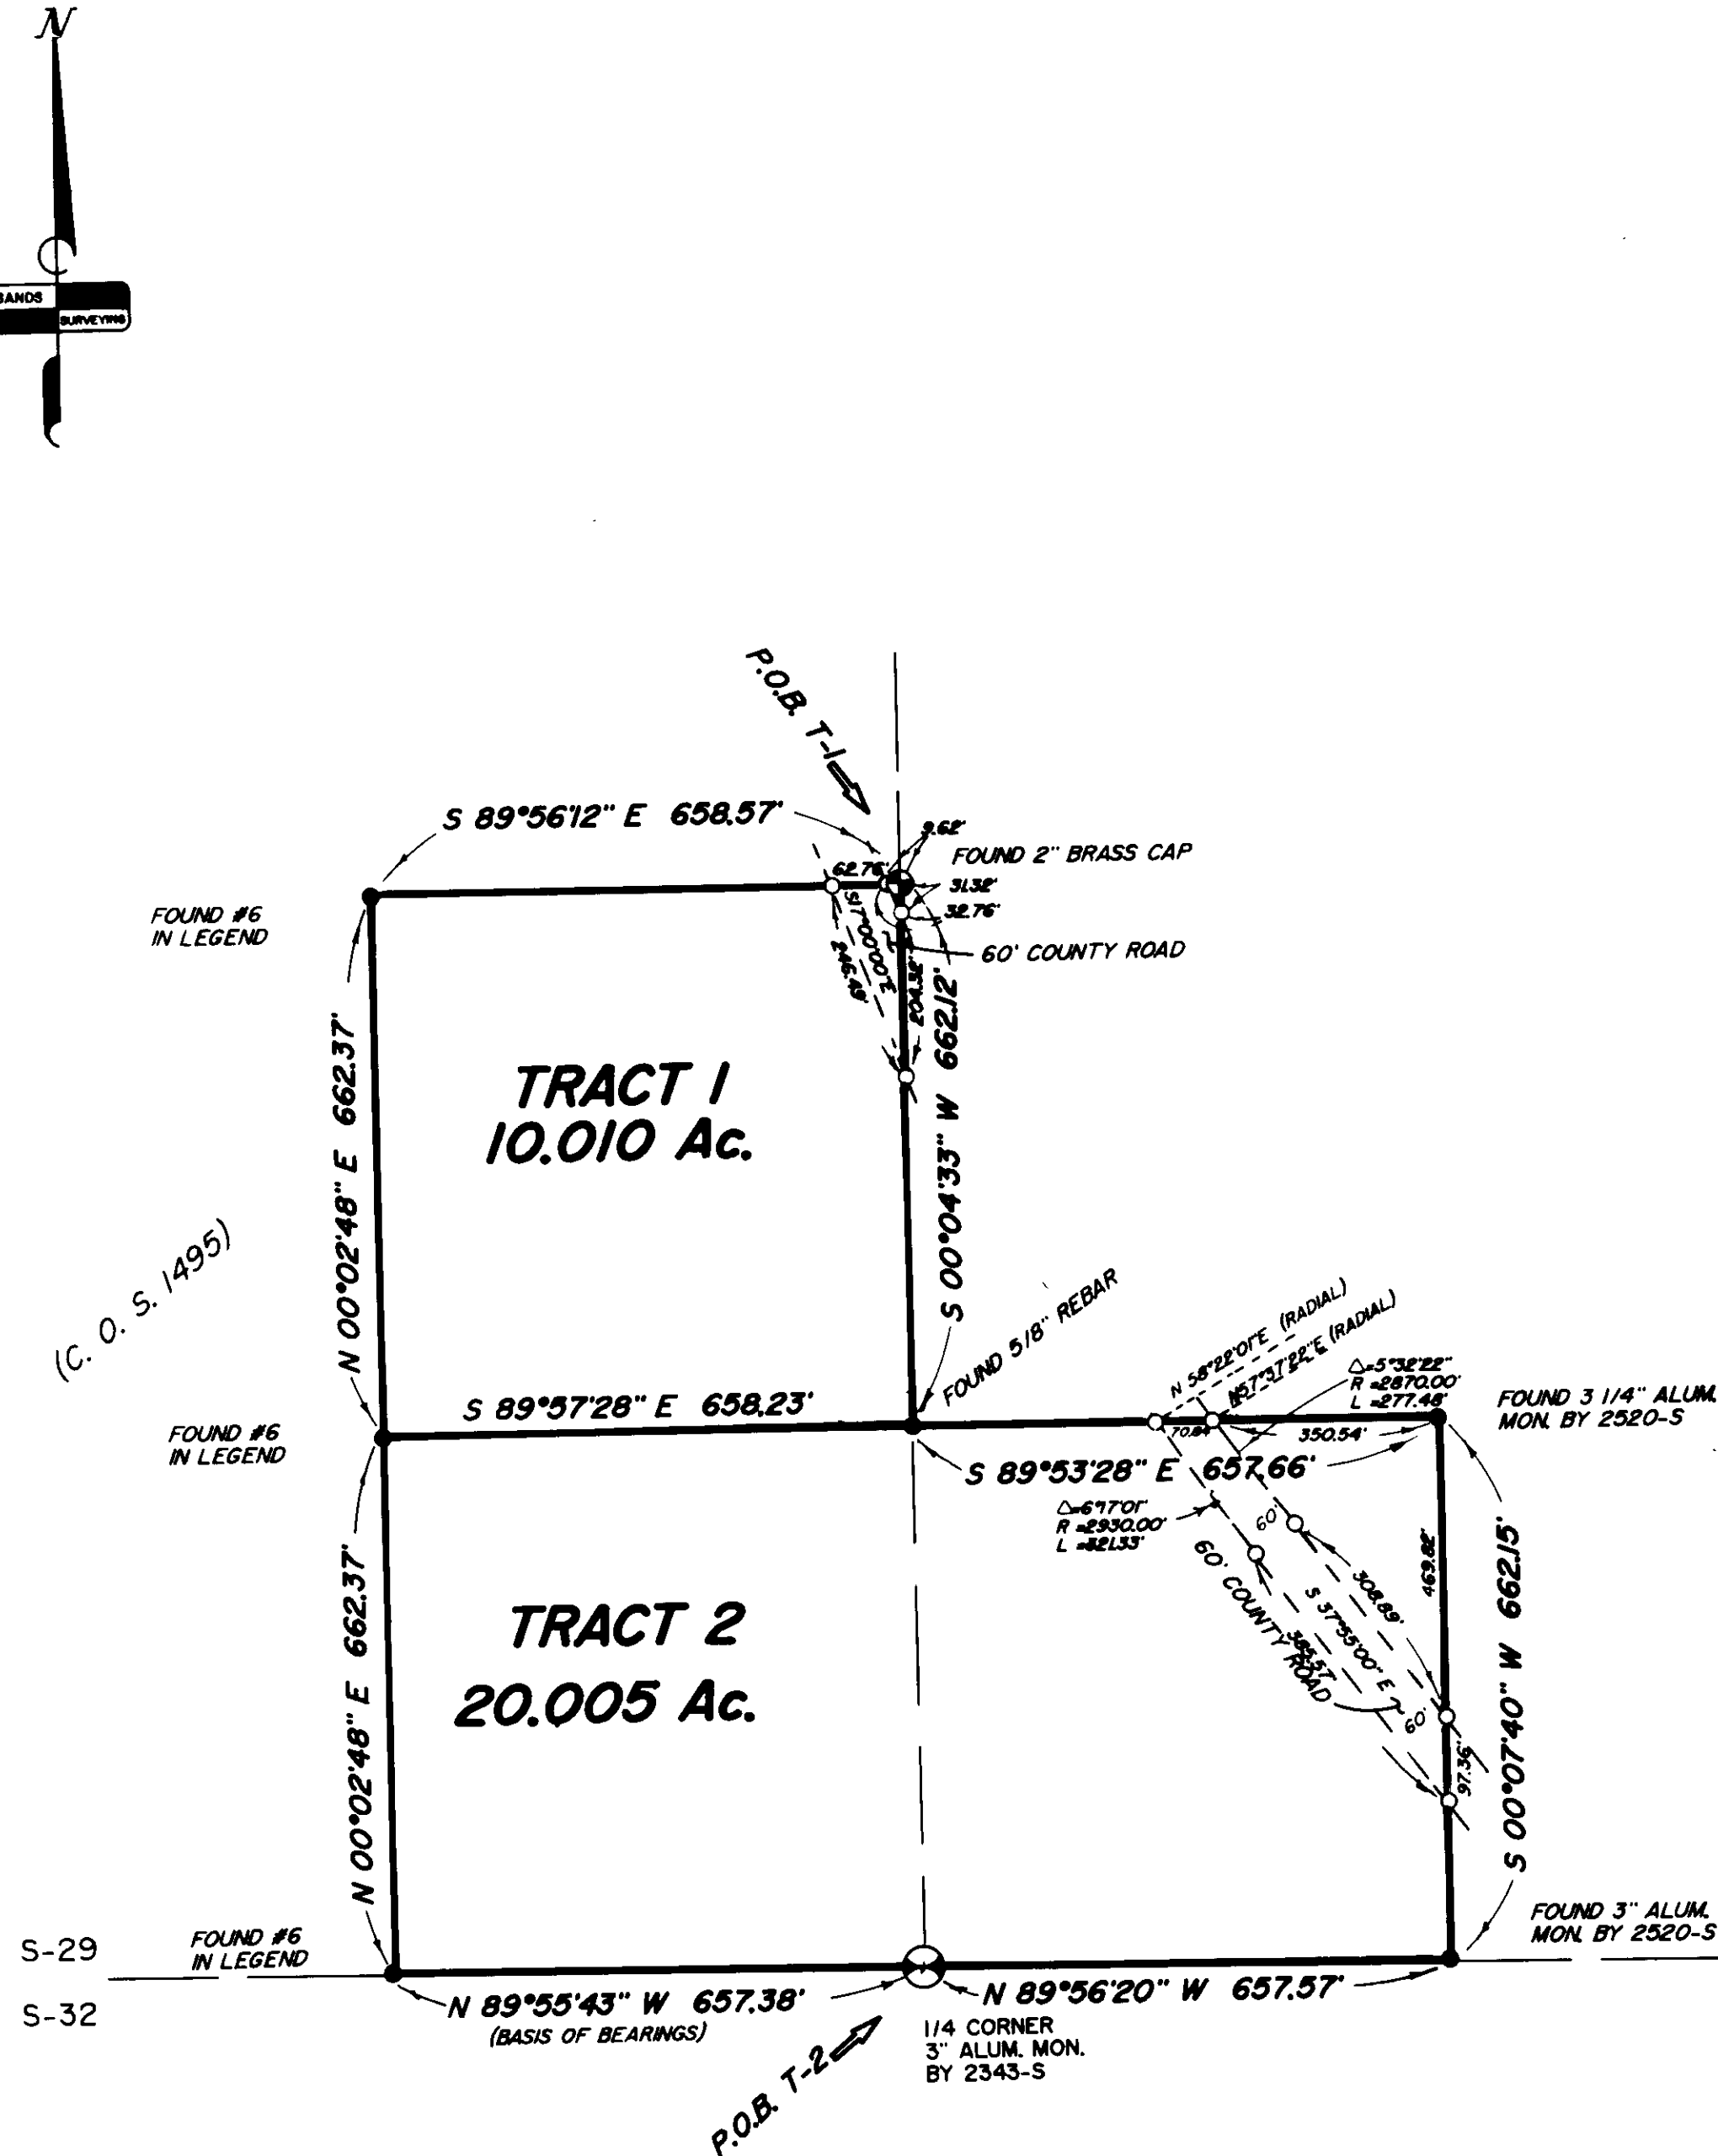 N
SANDS
SURVEYING
P.O.B. T-1
S 89°56'12" E 658.57'
9.62'
FOUND 2" BRASS CAP
62.76'
31.32'
32.76'
FOUND #6
IN LEGEND
60' COUNTY ROAD
S17°00'00"E
246.49'
204.32'
N 00°02'48" E 662.37'
S 00°04'33" W 662.12'
TRACT 1
10.010 Ac.
(C. O. S. 1495)
FOUND 5/8" REBAR
N 58°22'01"E (RADIAL)
N57°37'22"E (RADIAL)
Δ=5°32'22"
R =2870.00'
L =277.48'
FOUND 3 1/4" ALUM.
MON. BY 2520-S
S 89°57'28" E 658.23'
FOUND #6
IN LEGEND
350.54'
S 89°53'28" E 657.66'
Δ=6°17'01"
R =2930.00'
L =321.33'
60'
60' COUNTY ROAD
308.89'
S 37°55'00" E
60'
469.82'
97.36'
N 00°02'48" E 662.37'
S 00°07'40" W 662.15'
TRACT 2
20.005 Ac.
S-29
FOUND #6
IN LEGEND
FOUND 3" ALUM.
MON. BY 2520-S
S-32
N 89°55'43" W 657.38'
(BASIS OF BEARINGS)
N 89°56'20" W 657.57'
1/4 CORNER
3" ALUM. MON.
BY 2343-S
P.O.B. T-2